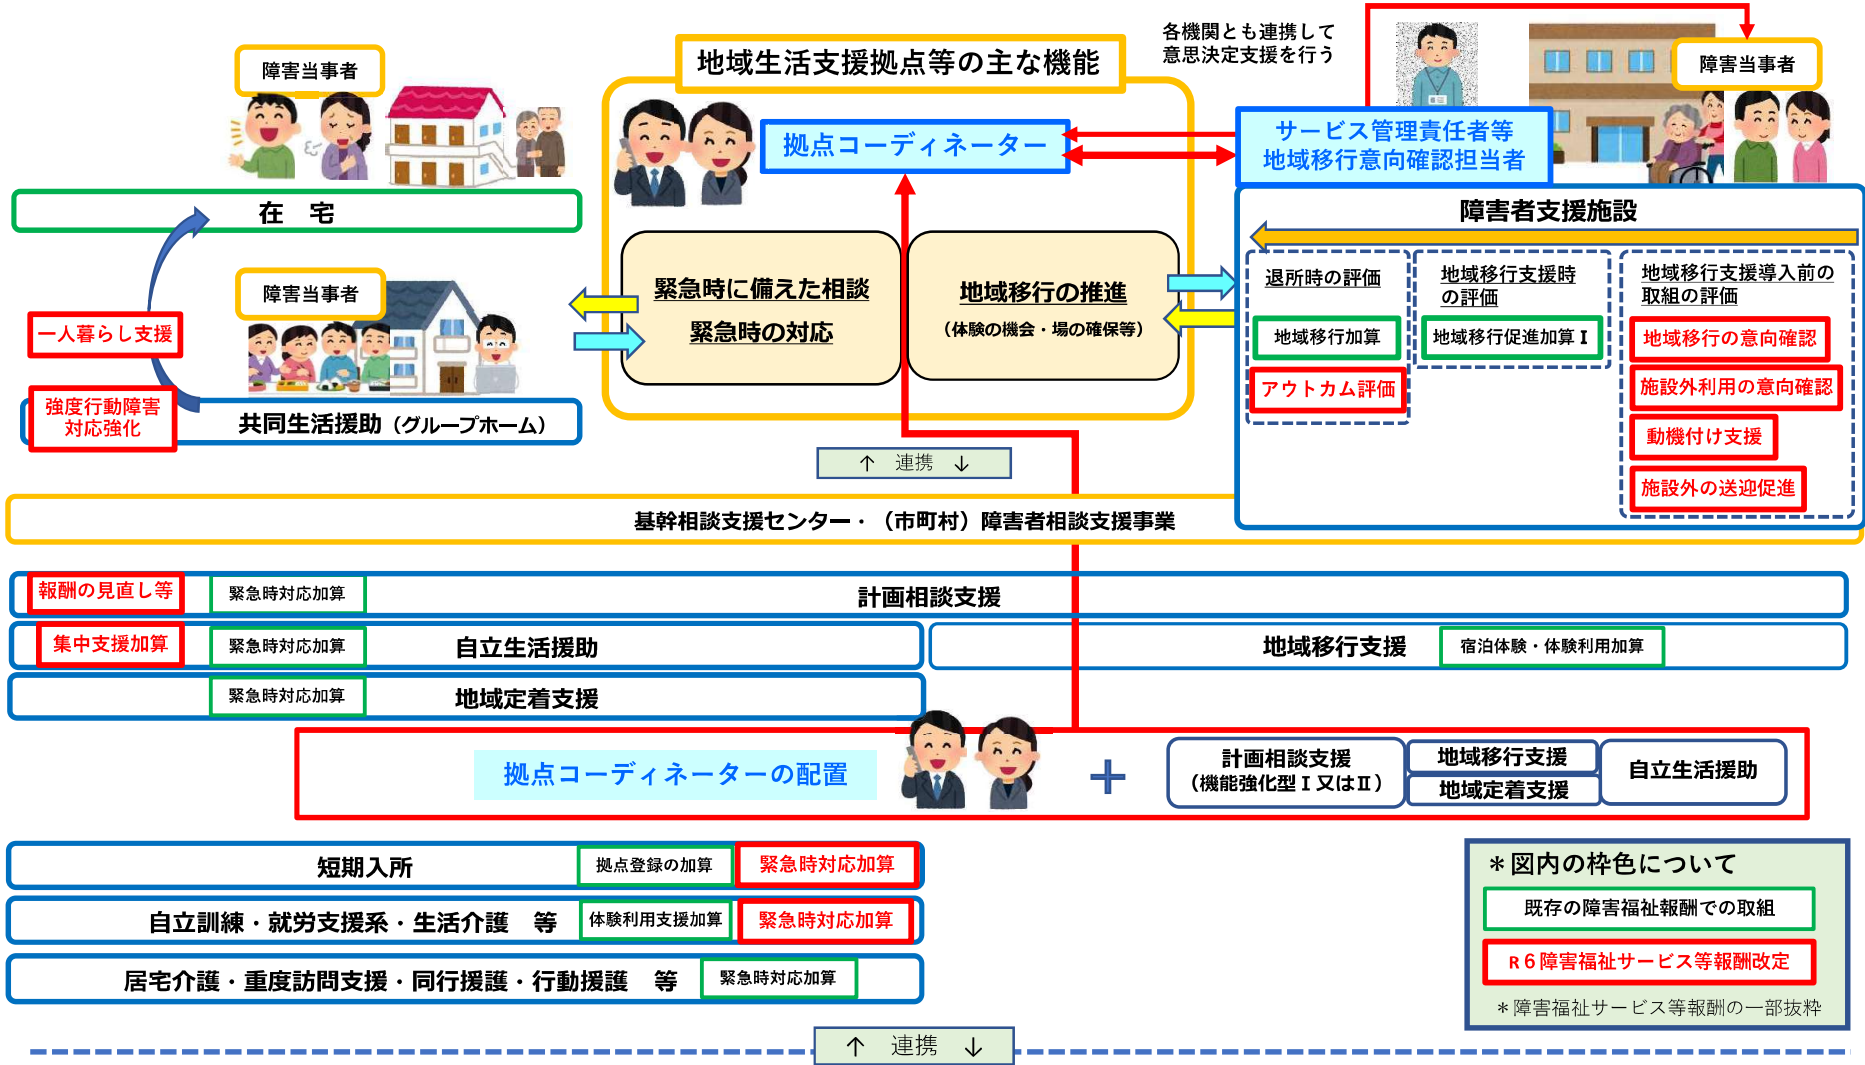 各機関とも連携して
意思決定支援を行う
障害当事者
地域生活支援拠点等の主な機能
障害当事者
拠点コーディネーター
サービス管理責任者等
地域移行意向確認担当者
在　宅
障害者支援施設
障害当事者
一人暮らし支援
強度行動障害
対応強化
共同生活援助（グループホーム）
緊急時に備えた相談
緊急時の対応
地域移行の推進
（体験の機会・場の確保等）
退所時の評価
地域移行加算
アウトカム評価
地域移行支援時
の評価
地域移行促進加算Ⅰ
地域移行支援導入前の
取組の評価
地域移行の意向確認
施設外利用の意向確認
動機付け支援
施設外の送迎促進
↑　連携　↓
基幹相談支援センター・（市町村）障害者相談支援事業
報酬の見直し等　緊急時対応加算　計画相談支援
集中支援加算　緊急時対応加算　自立生活援助
地域移行支援　宿泊体験・体験利用加算
緊急時対応加算　地域定着支援
拠点コーディネーターの配置
＋
計画相談支援
（機能強化型Ⅰ又はⅡ）
地域移行支援
地域定着支援
自立生活援助
短期入所　拠点登録の加算　緊急時対応加算
自立訓練・就労支援系・生活介護　等　体験利用支援加算　緊急時対応加算
居宅介護・重度訪問支援・同行援護・行動援護　等　緊急時対応加算
＊図内の枠色について
既存の障害福祉報酬での取組
R６障害福祉サービス等報酬改定
＊障害福祉サービス等報酬の一部抜粋
↑　連携　↓